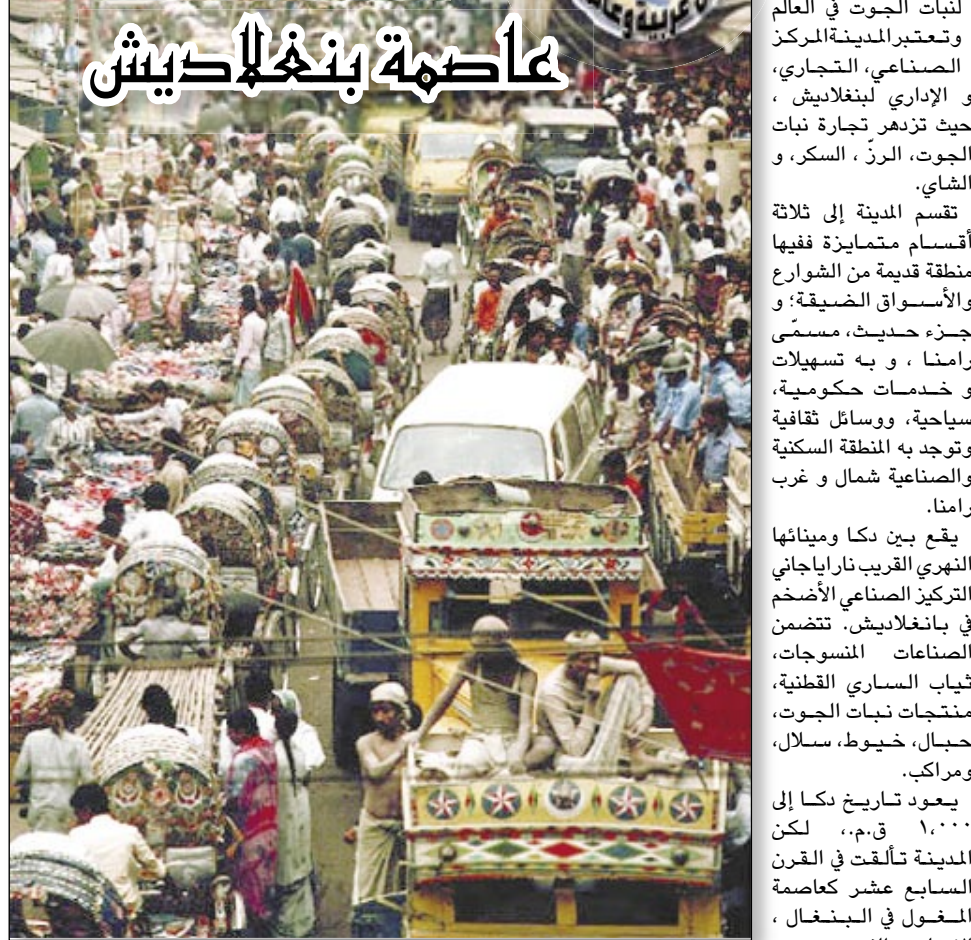 عربية وعا
عاصمة بنغلاديش
لنبات الجوت في العالم
وتعتبر المدينة المركز
الصناعي، التجاري،
و الإداري لبنغلاديش ،
حيث تزدهر تجارة نبات
الجوت، الرزّ ، السكر، و
الشاي.
تقسم المدينة إلى ثلاثة
أقسام متمايزة ففيها
منطقة قديمة من الشوارع
والأسواق الضيقة؛ و
جزء حديث، مسمّى
رامنا ، و به تسهيلات
و خدمات حكومية،
سياحية، ووسائل ثقافية
وتوجد به المنطقة السكنية
والصناعية شمال و غرب
رامنا.
يقع بين دكا ومينائها
النهري القريب ناراياجاني
التركيز الصناعي الأضخم
في بانغلاديش. تتضمن
الصناعات المنسوجات،
ثياب الساري القطنية،
منتجات نبات الجوت،
حبال، خيوط، سلال،
ومراكب.
يعود تاريخ دكا إلى
١،٠٠٠ ق.م.، لكن
المدينة تألقت في القرن
السابع عشر كعاصمة
المغول في البنغال ،